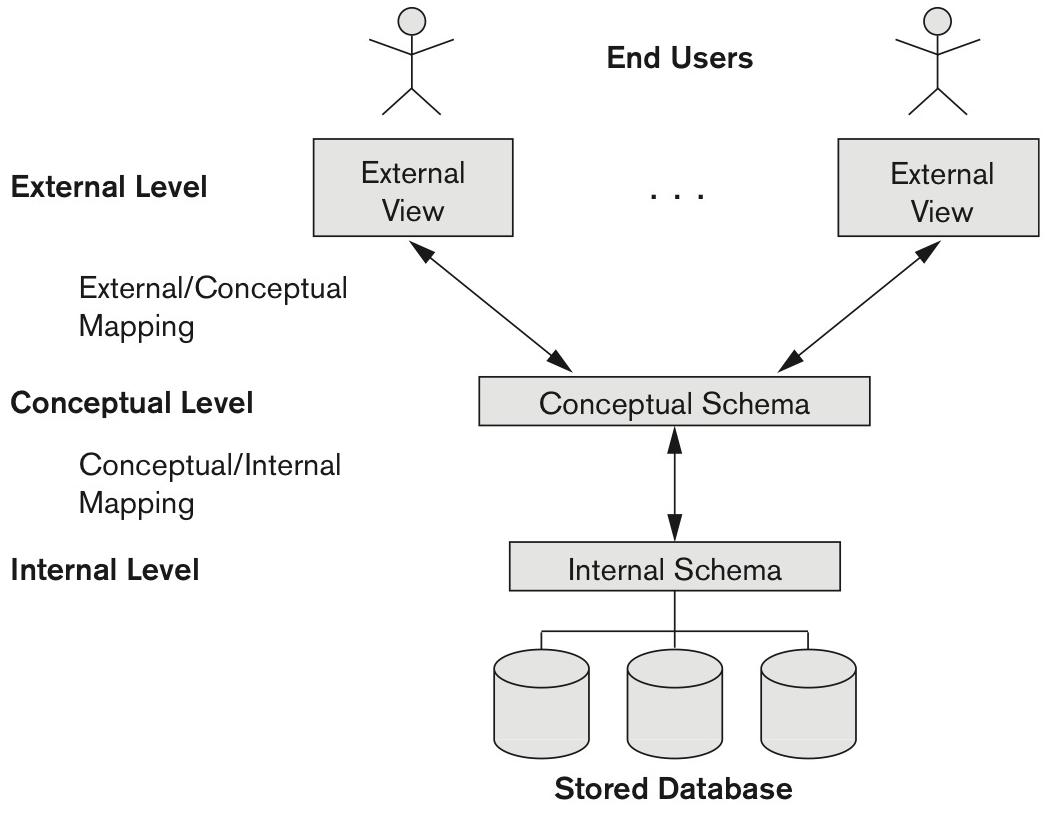 End Users
External Level
External
View
. . .
External
View
External/Conceptual
Mapping
Conceptual Level
Conceptual Schema
Conceptual/Internal
Mapping
Internal Level
Internal Schema
Stored Database